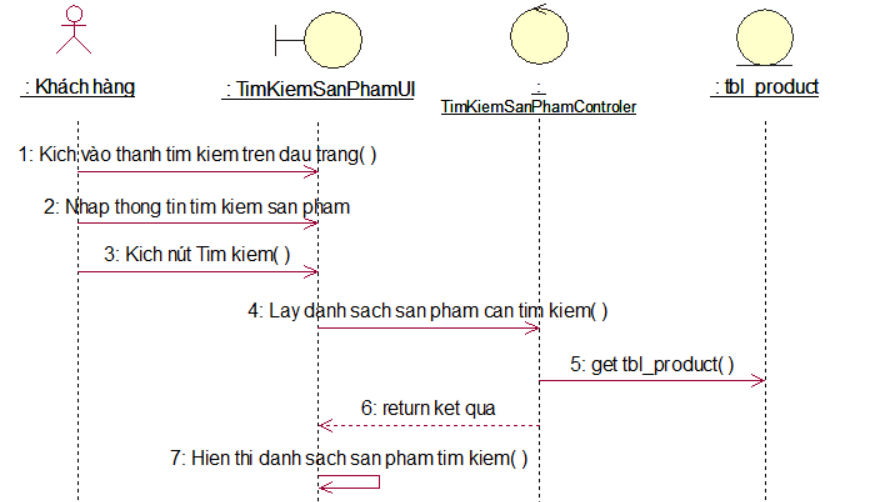 : Khách hàng
: TimKiemSanPhamUI
:
TimKiemSanPhamControler
: tbl_product
1: Kich vào thanh tim kiem tren dau trang( )
2: Nhap thong tin tim kiem san pham
3: Kich nút Tim kiem( )
4: Lay danh sach san pham can tim kiem( )
5: get tbl_product( )
6: return ket qua
7: Hien thi danh sach san pham tim kiem( )